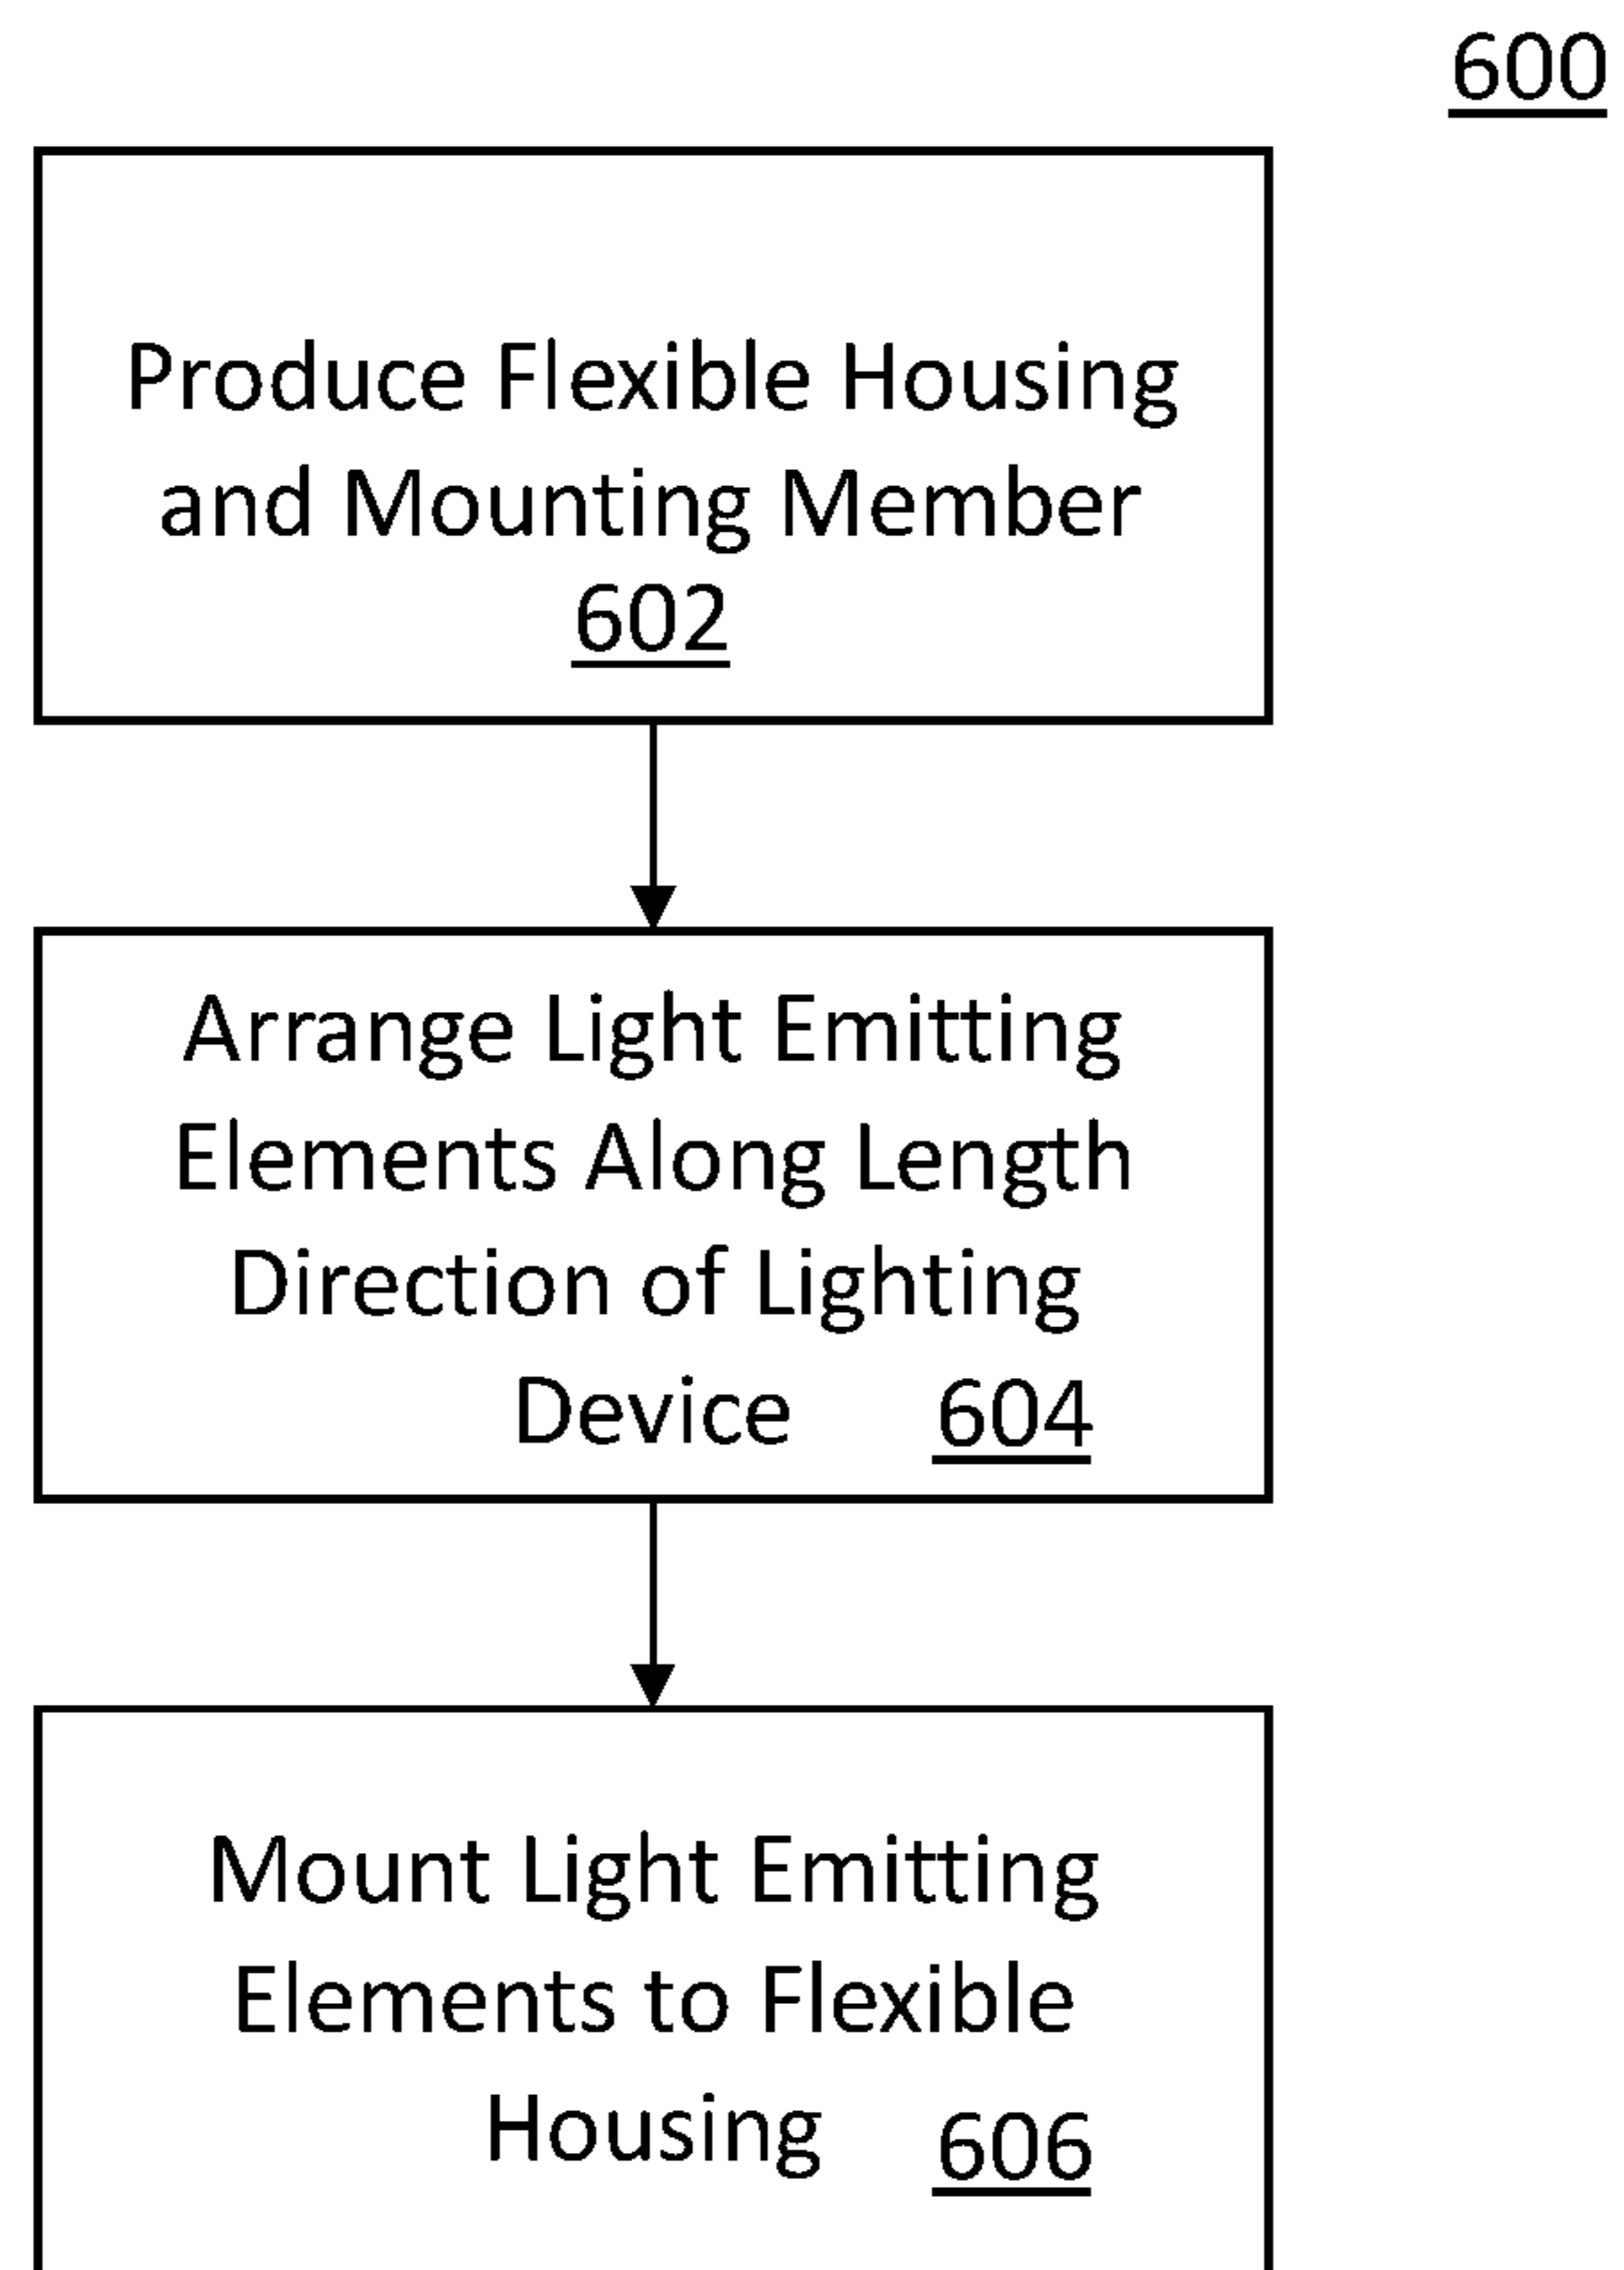 600
Produce Flexible Housing
and Mounting Member
602
Arrange Light Emitting
Elements Along Length
Direction of Lighting
Device 604
Mount Light Emitting
Elements to Flexible
Housing 606